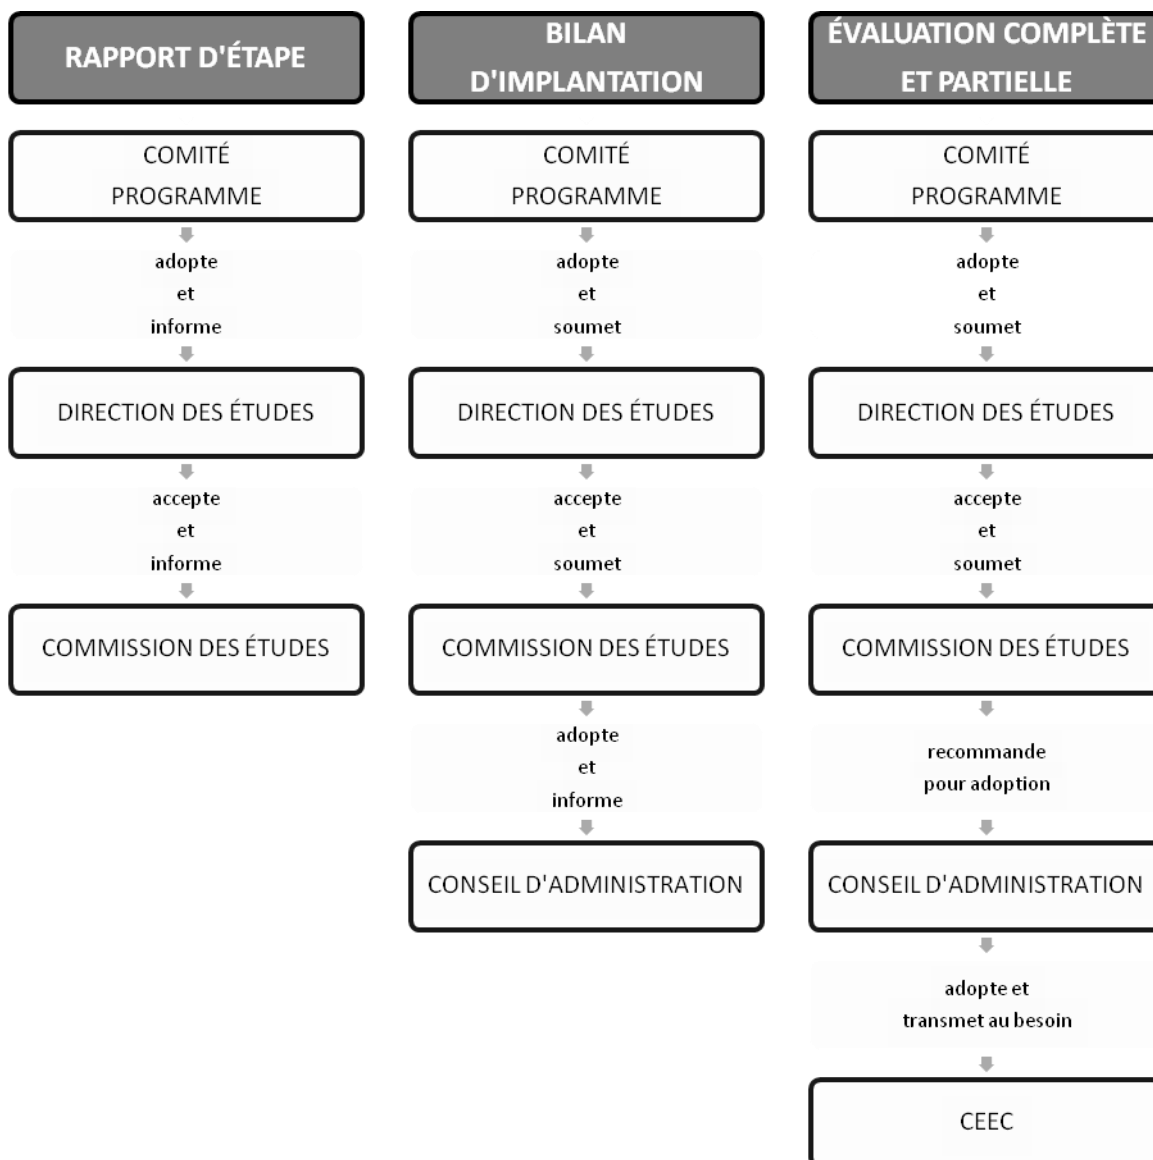 RAPPORT D'ÉTAPE
COMITÉ
PROGRAMME
adopte
et
informe
DIRECTION DES ÉTUDES
accepte
et
informe
COMMISSION DES ÉTUDES
BILAN
D'IMPLANTATION
COMITÉ
PROGRAMME
adopte
et
soumet
DIRECTION DES ÉTUDES
accepte
et
soumet
COMMISSION DES ÉTUDES
adopte
et
informe
CONSEIL D'ADMINISTRATION
ÉVALUATION COMPLÈTE
ET PARTIELLE
COMITÉ
PROGRAMME
adopte
et
soumet
DIRECTION DES ÉTUDES
accepte
et
soumet
COMMISSION DES ÉTUDES
recommande
pour adoption
CONSEIL D'ADMINISTRATION
adopte et
transmet au besoin
CEEC